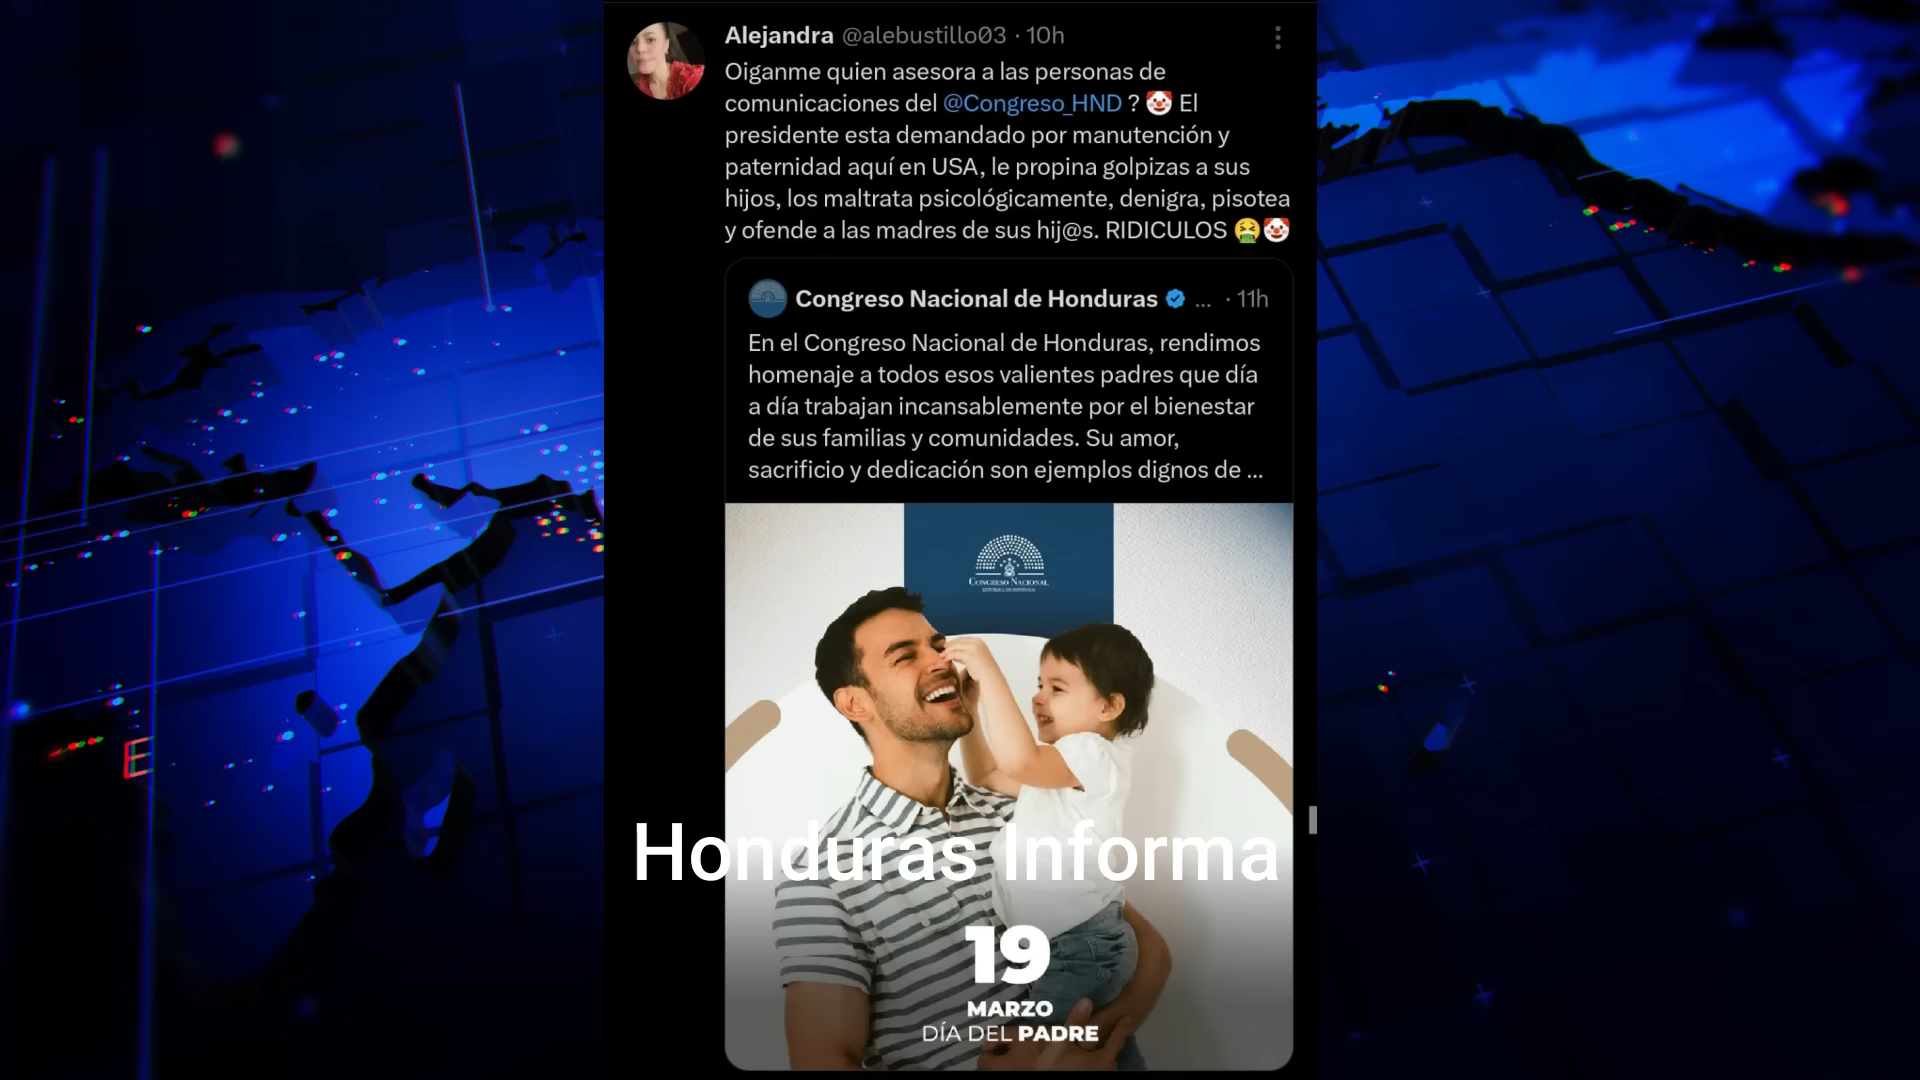 Alejandra @alebustillo03 · 10h
Oiganme quien asesora a las personas de
comunicaciones del @Congreso_HND ? 🤡 El
presidente esta demandado por manutención y
paternidad aquí en USA, le propina golpizas a sus
hijos, los maltrata psicológicamente, denigra, pisotea
y ofende a las madres de sus hij@s. RIDICULOS 🤮🤡
Congreso Nacional de Honduras ... · 11h
En el Congreso Nacional de Honduras, rendimos
homenaje a todos esos valientes padres que día
a día trabajan incansablemente por el bienestar
de sus familias y comunidades. Su amor,
sacrificio y dedicación son ejemplos dignos de ...
CONGRESO NACIONAL
REPÚBLICA DE HONDURAS
Honduras Informa
19
MARZO
DÍA DEL PADRE
E